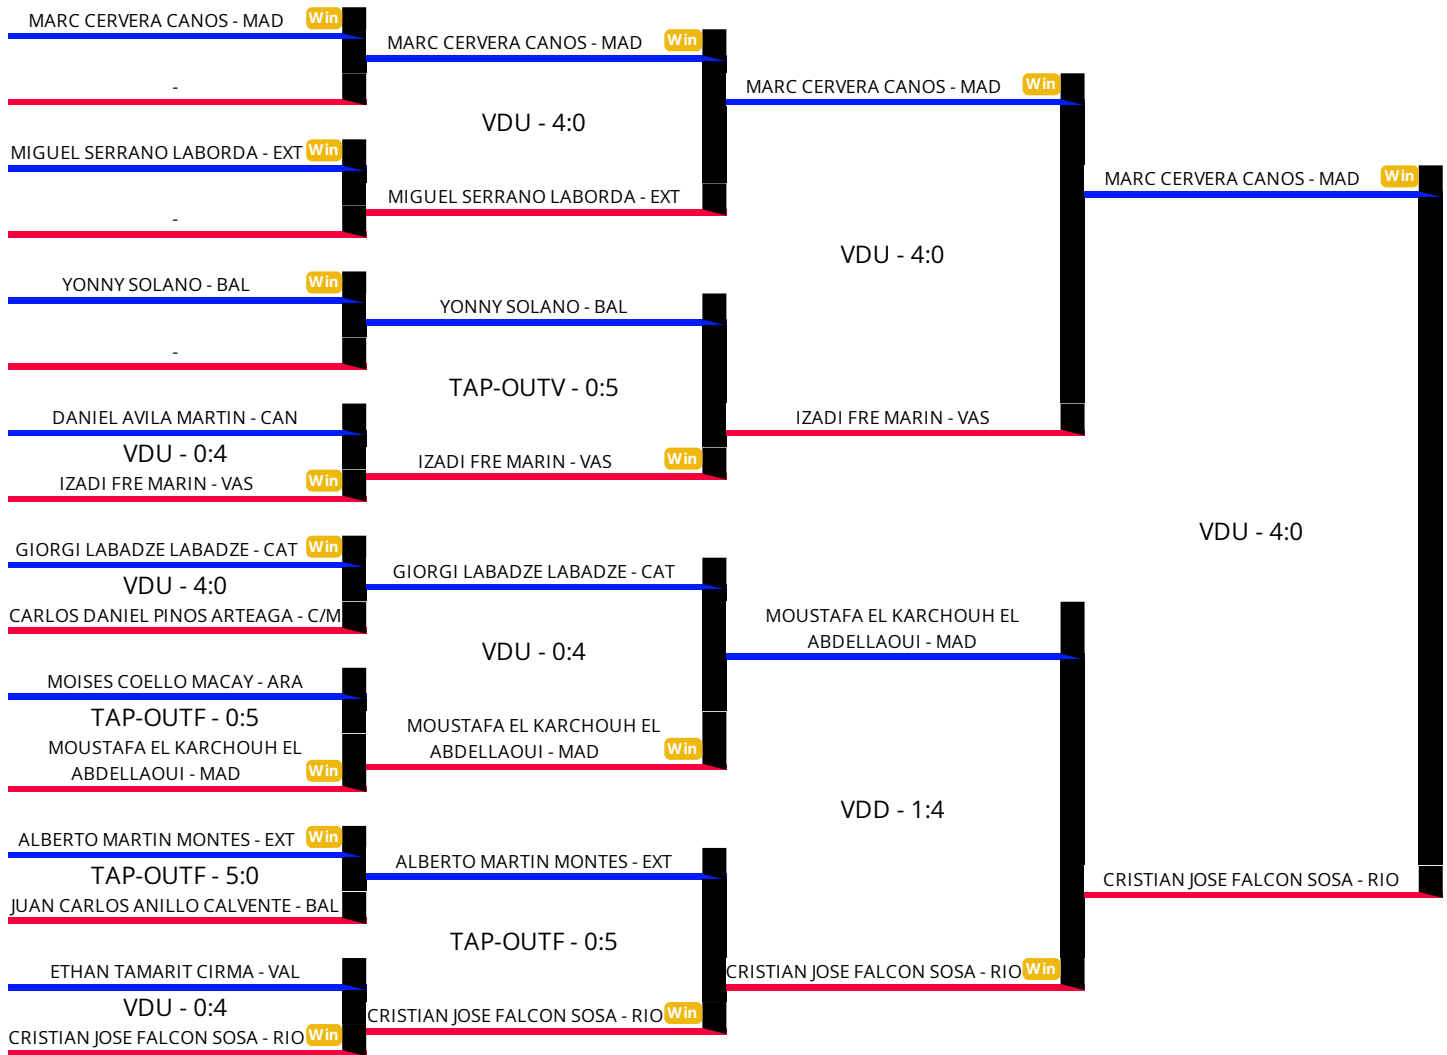 MARC CERVERA CANOS - MAD Win
-
MIGUEL SERRANO LABORDA - EXT Win
-
YONNY SOLANO - BAL Win
-
DANIEL AVILA MARTIN - CAN
VDU - 0:4
IZADI FRE MARIN - VAS Win
GIORGI LABADZE LABADZE - CAT Win
VDU - 4:0
CARLOS DANIEL PINOS ARTEAGA - C/M
MOISES COELLO MACAY - ARA
TAP-OUTF - 0:5
MOUSTAFA EL KARCHOUH EL
ABDELLAOUI - MAD Win
ALBERTO MARTIN MONTES - EXT Win
TAP-OUTF - 5:0
JUAN CARLOS ANILLO CALVENTE - BAL
ETHAN TAMARIT CIRMA - VAL
VDU - 0:4
CRISTIAN JOSE FALCON SOSA - RIO Win
MARC CERVERA CANOS - MAD Win
VDU - 4:0
MIGUEL SERRANO LABORDA - EXT
YONNY SOLANO - BAL
TAP-OUTV - 0:5
IZADI FRE MARIN - VAS Win
GIORGI LABADZE LABADZE - CAT
VDU - 0:4
MOUSTAFA EL KARCHOUH EL
ABDELLAOUI - MAD Win
ALBERTO MARTIN MONTES - EXT
TAP-OUTF - 0:5
CRISTIAN JOSE FALCON SOSA - RIO Win
MARC CERVERA CANOS - MAD Win
VDU - 4:0
IZADI FRE MARIN - VAS
MOUSTAFA EL KARCHOUH EL
ABDELLAOUI - MAD
VDD - 1:4
CRISTIAN JOSE FALCON SOSA - RIO Win
MARC CERVERA CANOS - MAD Win
VDU - 4:0
CRISTIAN JOSE FALCON SOSA - RIO